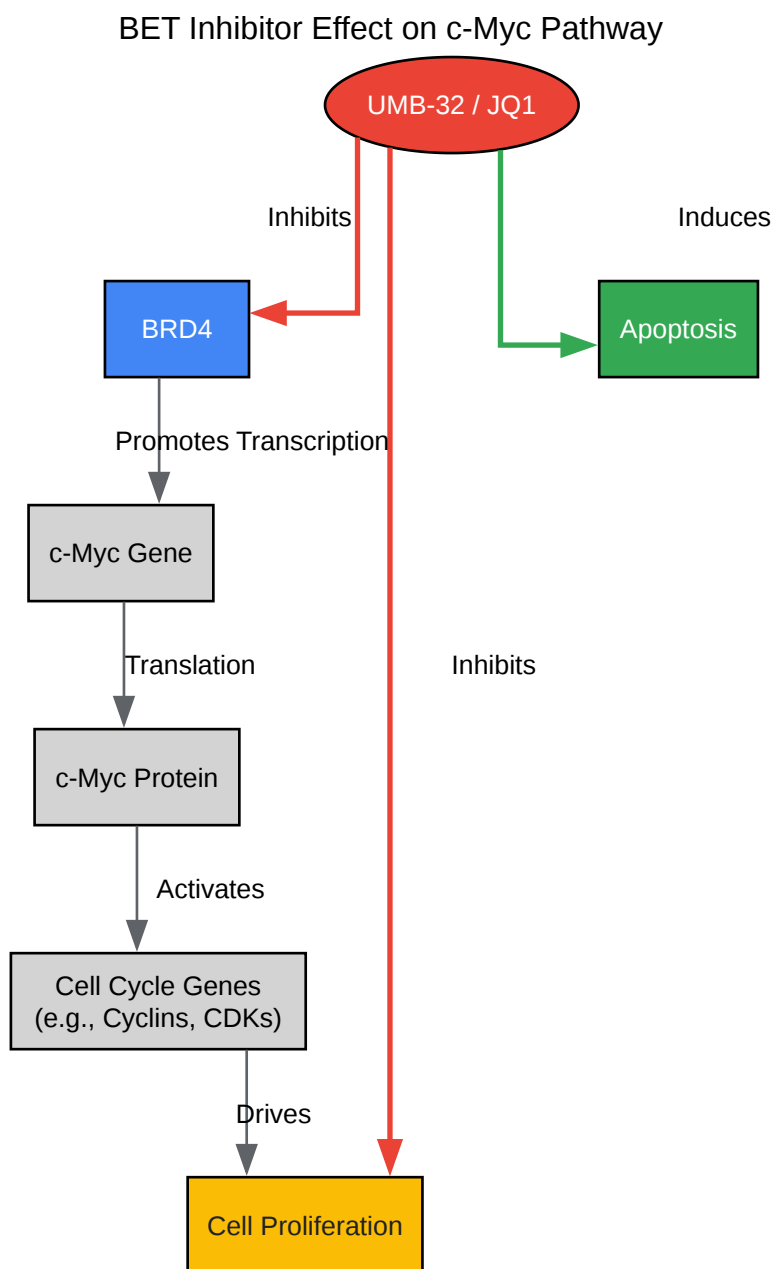 BET Inhibitor Effect on c-Myc Pathway
UMB-32 / JQ1
Inhibits
Induces
BRD4
Apoptosis
Promotes Transcription
c-Myc Gene
Translation
Inhibits
c-Myc Protein
Activates
Cell Cycle Genes
(e.g., Cyclins, CDKs)
Drives
Cell Proliferation